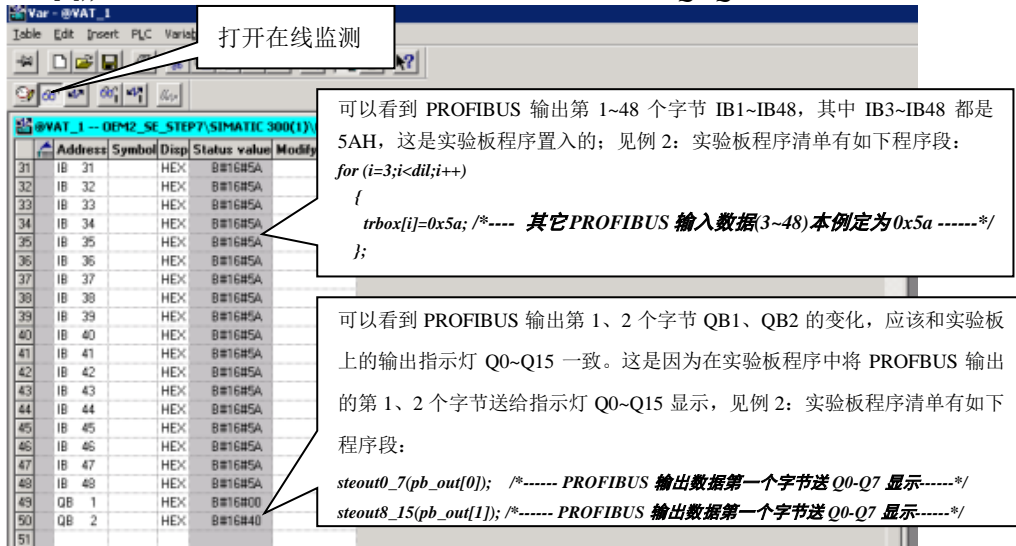 Var - @VAT_1
Table Edit Insert PLC
打开在线监测
@VAT_1 -- OEM2_SE_STEP7\SIMATIC 300(1)\
Address Symbol Disp Status value Modify
31 IB 31 HEX B#16#5A
32 IB 32 HEX B#16#5A
33 IB 33 HEX B#16#5A
34 IB 34 HEX B#16#5A
35 IB 35 HEX B#16#5A
36 IB 36 HEX B#16#5A
37 IB 37 HEX B#16#5A
38 IB 38 HEX B#16#5A
39 IB 39 HEX B#16#5A
40 IB 40 HEX B#16#5A
41 IB 41 HEX B#16#5A
42 IB 42 HEX B#16#5A
43 IB 43 HEX B#16#5A
44 IB 44 HEX B#16#5A
45 IB 45 HEX B#16#5A
46 IB 46 HEX B#16#5A
47 IB 47 HEX B#16#5A
48 IB 48 HEX B#16#5A
49 QB 1 HEX B#16#00
50 QB 2 HEX B#16#40
51
可以看到 PROFIBUS 输出第 1~48 个字节 IB1~IB48，其中 IB3~IB48 都是
5AH，这是实验板程序置入的；见例 2：实验板程序清单有如下程序段：
for (i=3;i<dil;i++)
{
trbox[i]=0x5a; /*---- 其它 PROFIBUS 输入数据(3~48)本例定为 0x5a ------*/
};
可以看到 PROFIBUS 输出第 1、2 个字节 QB1、QB2 的变化，应该和实验板
上的输出指示灯 Q0~Q15 一致。这是因为在实验板程序中将 PROFBUS 输出
的第 1、2 个字节送给指示灯 Q0~Q15 显示，见例 2：实验板程序清单有如下
程序段：
steout0_7(pb_out[0]); /*------ PROFIBUS 输出数据第一个字节送 Q0-Q7 显示------*/
steout8_15(pb_out[1]); /*------ PROFIBUS 输出数据第一个字节送 Q0-Q7 显示------*/